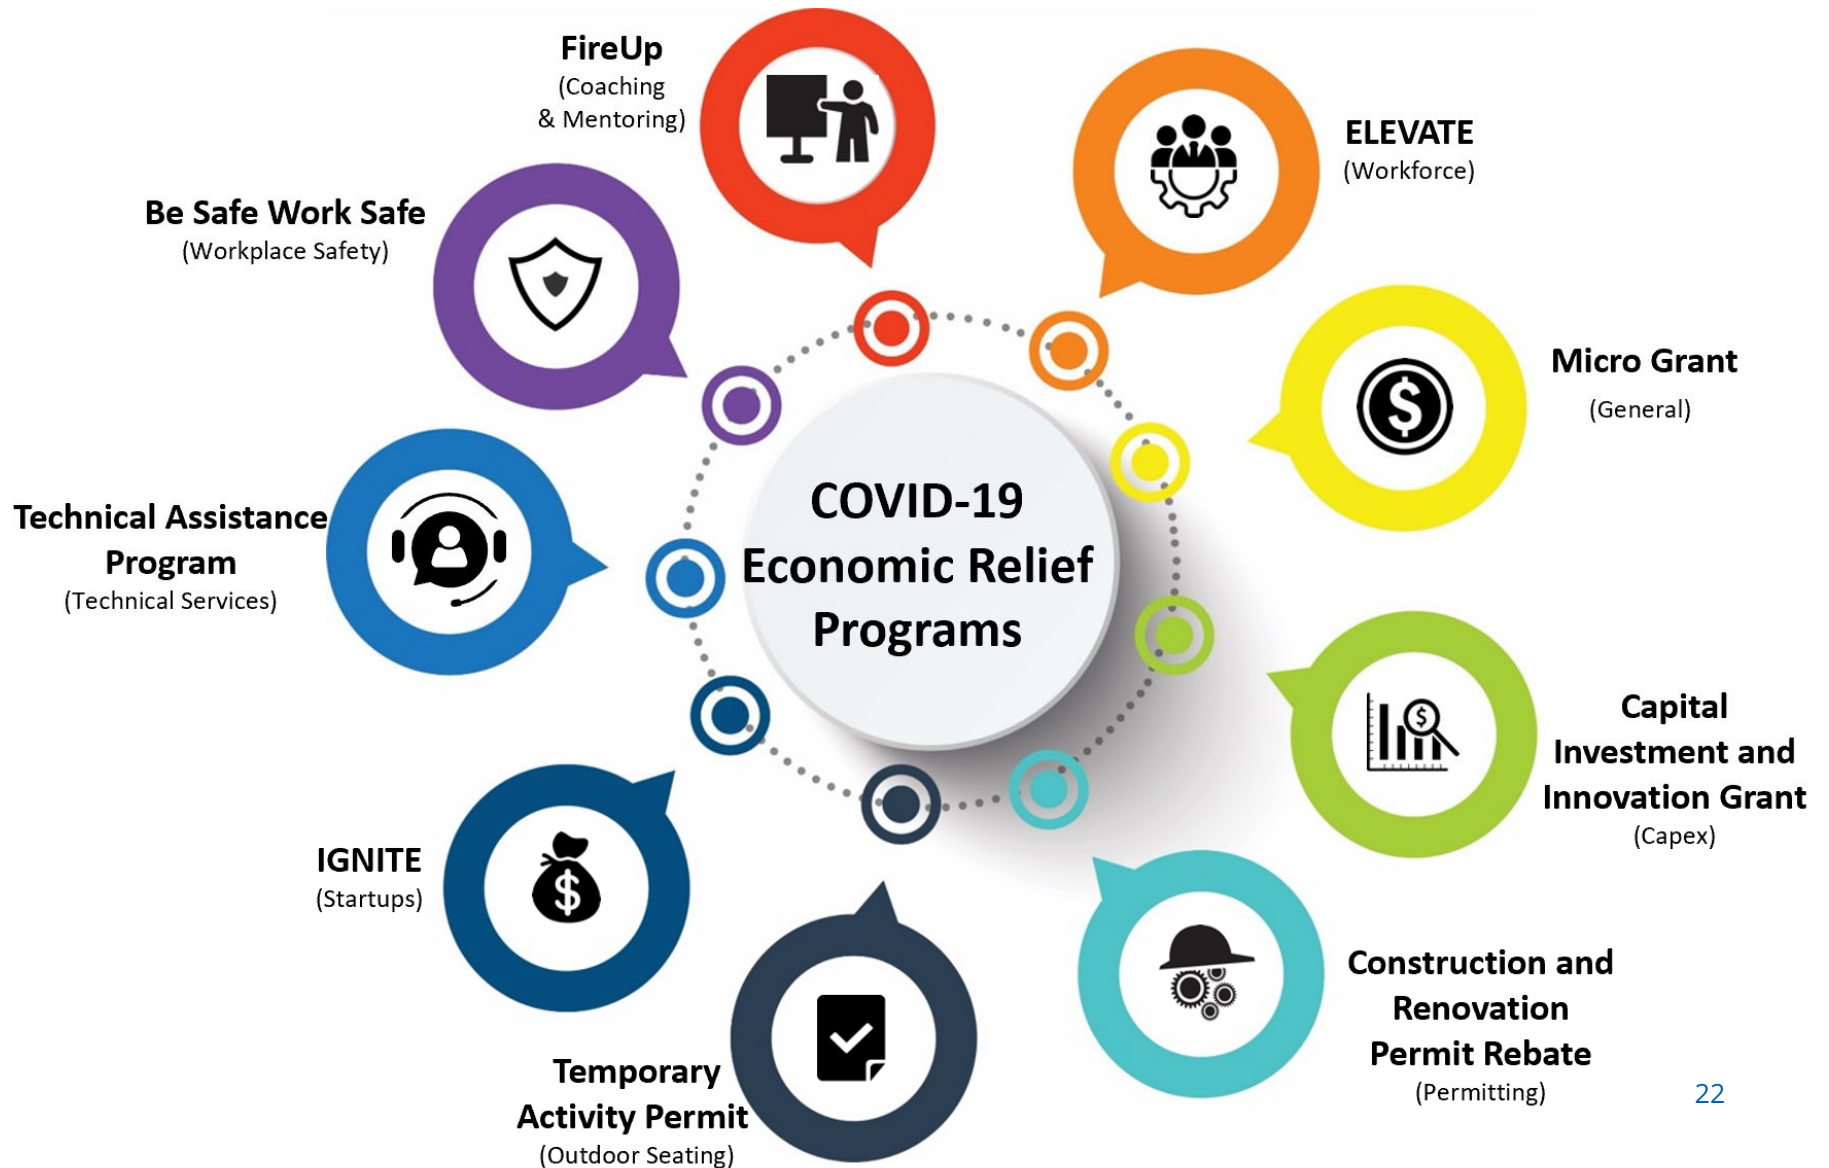 FireUp
(Coaching
& Mentoring)
ELEVATE
(Workforce)
Be Safe Work Safe
(Workplace Safety)
Micro Grant
(General)
COVID-19
Economic Relief
Programs
Technical Assistance
Program
(Technical Services)
Capital
Investment and
Innovation Grant
(Capex)
IGNITE
(Startups)
Construction and
Renovation
Permit Rebate
(Permitting)
Temporary
Activity Permit
(Outdoor Seating)
22